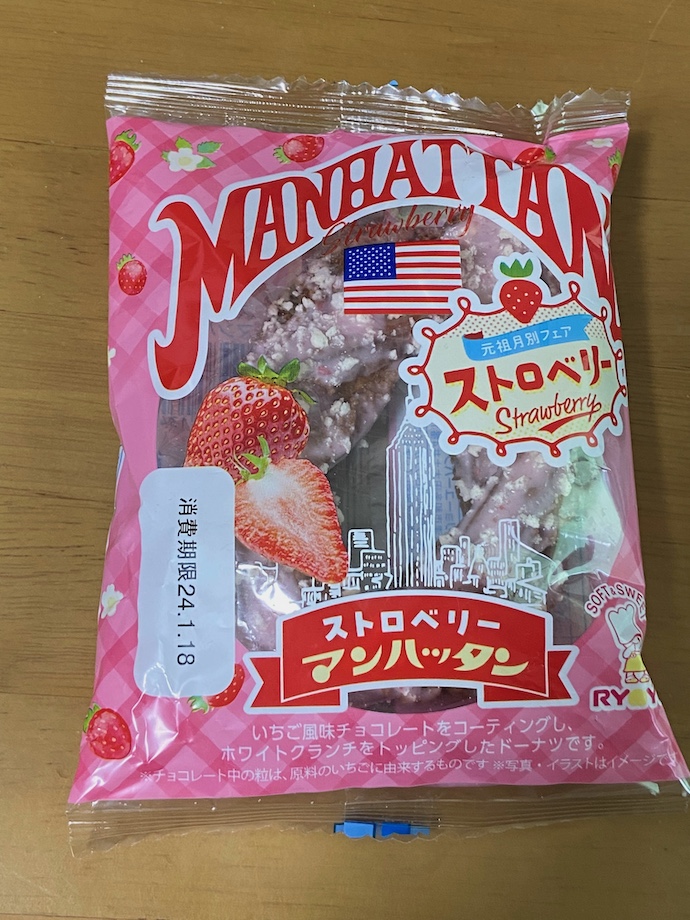 MANHATTAN
Strawberry
元祖月別フェア
ストロベリー
Strawberry
消費期限24.1.18
ストロベリー
マンハッタン
SOFT & SWE
RYOY
いちご風味チョコレートをコーティングし、
ホワイトクランチをトッピングしたドーナツです。
※チョコレート中の粒は、原料のいちごに由来するものです ※写真・イラストはイメージです